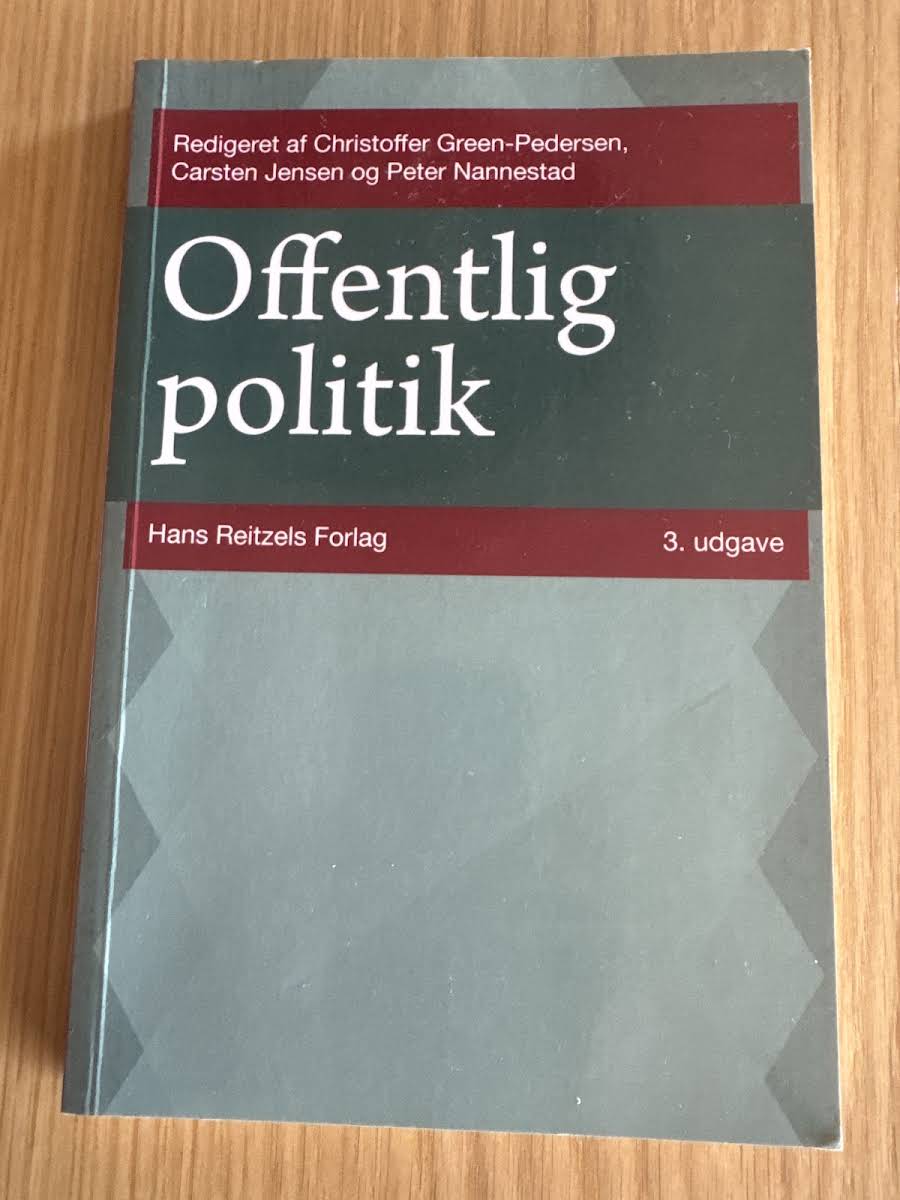 Redigeret af Christoffer Green-Pedersen,
Carsten Jensen og Peter Nannestad
Offentlig
politik
Hans Reitzels Forlag
3. udgave